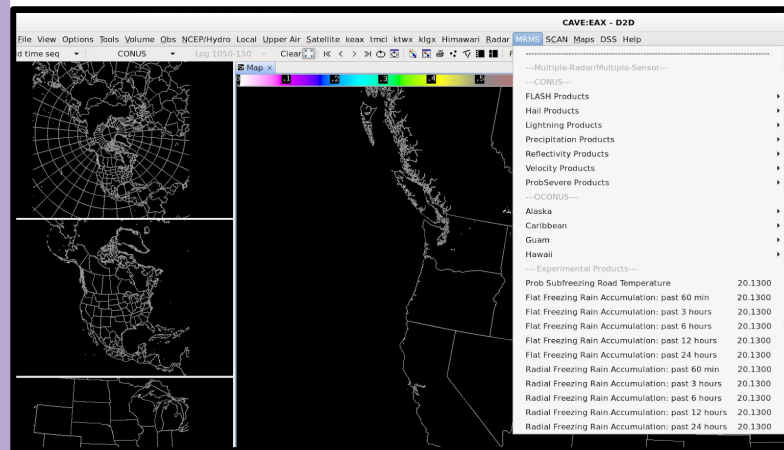 CAVE:EAX - D2D
File View Options Tools Volume Obs NCEP/Hydro Local Upper Air Satellite keax tmci ktwx klgx Himawari Radar MRMS SCAN Maps DSS Help
d time seq CONUS Log 1050-150 Clear
Map
.1 .2 .3 .4 .5
---Multiple-Radar/Multiple-Sensor---
---CONUS---
FLASH Products
Hail Products
Lightning Products
Precipitation Products
Reflectivity Products
Velocity Products
ProbSevere Products
---OCONUS---
Alaska
Caribbean
Guam
Hawaii
--- Experimental Products---
Prob Subfreezing Road Temperature 20.1300
Flat Freezing Rain Accumulation: past 60 min 20.1300
Flat Freezing Rain Accumulation: past 3 hours 20.1300
Flat Freezing Rain Accumulation: past 6 hours 20.1300
Flat Freezing Rain Accumulation: past 12 hours 20.1300
Flat Freezing Rain Accumulation: past 24 hours 20.1300
Radial Freezing Rain Accumulation: past 60 min 20.1300
Radial Freezing Rain Accumulation: past 3 hours 20.1300
Radial Freezing Rain Accumulation: past 6 hours 20.1300
Radial Freezing Rain Accumulation: past 12 hours 20.1300
Radial Freezing Rain Accumulation: past 24 hours 20.1300